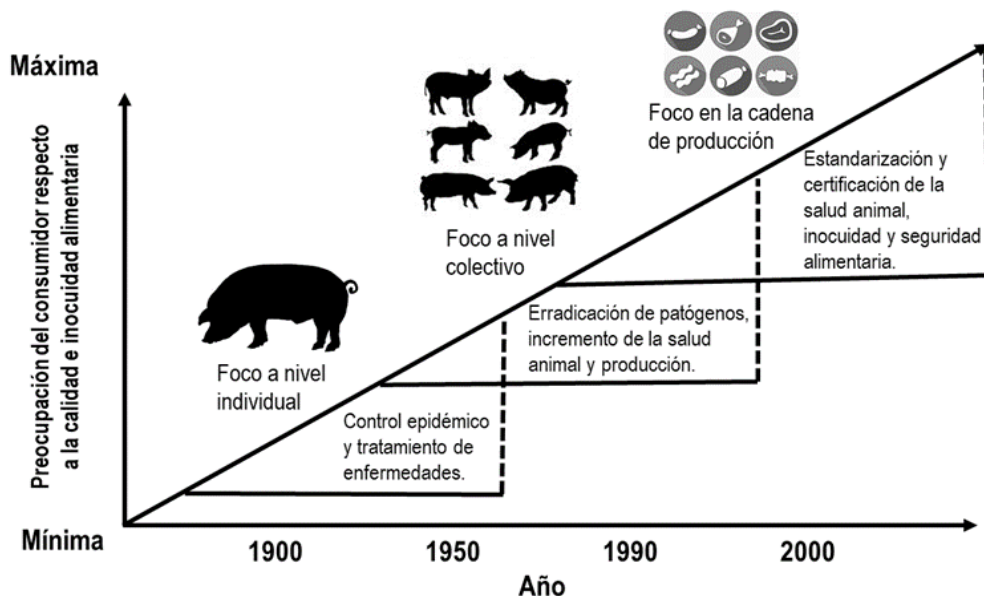 Máxima
Preocupación del consumidor respecto
a la calidad e inocuidad alimentaria
Mínima
Foco a nivel
individual
Control epidémico
y tratamiento de
enfermedades.
Foco a nivel
colectivo
Erradicación de patógenos,
incremento de la salud
animal y producción.
Foco en la cadena
de producción
Estandarización y
certificación de la
salud animal,
inocuidad y seguridad
alimentaria.
1900
1950
1990
2000
Año